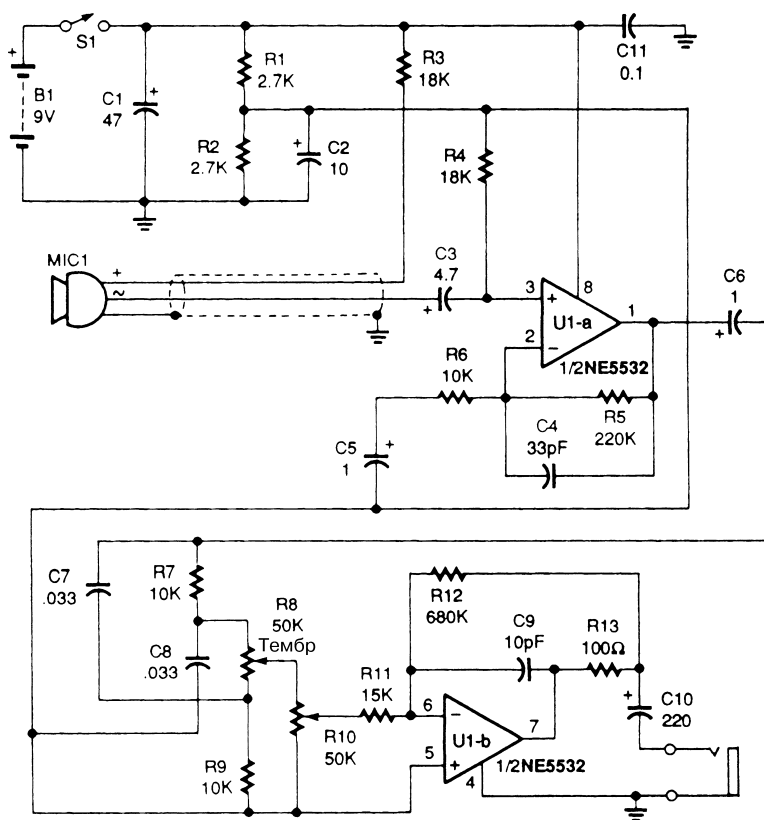 S1
+
B1
9V
C1
47
+
R1
2.7K
R2
2.7K
+
C2
10
R3
18K
C11
0.1
R4
18K
MIC1
+
~
C3
4.7
+
3
+
8
U1-a
1
2
−
1/2NE5532
C6
1
+
R6
10K
R5
220K
C4
33pF
C5
1
+
C7
.033
R7
10K
C8
.033
R8
50K
Тембр
R9
10K
R10
50K
R11
15K
R12
680K
C9
10pF
R13
100Ω
6
−
U1-b
7
5
+
4
1/2NE5532
+
C10
220